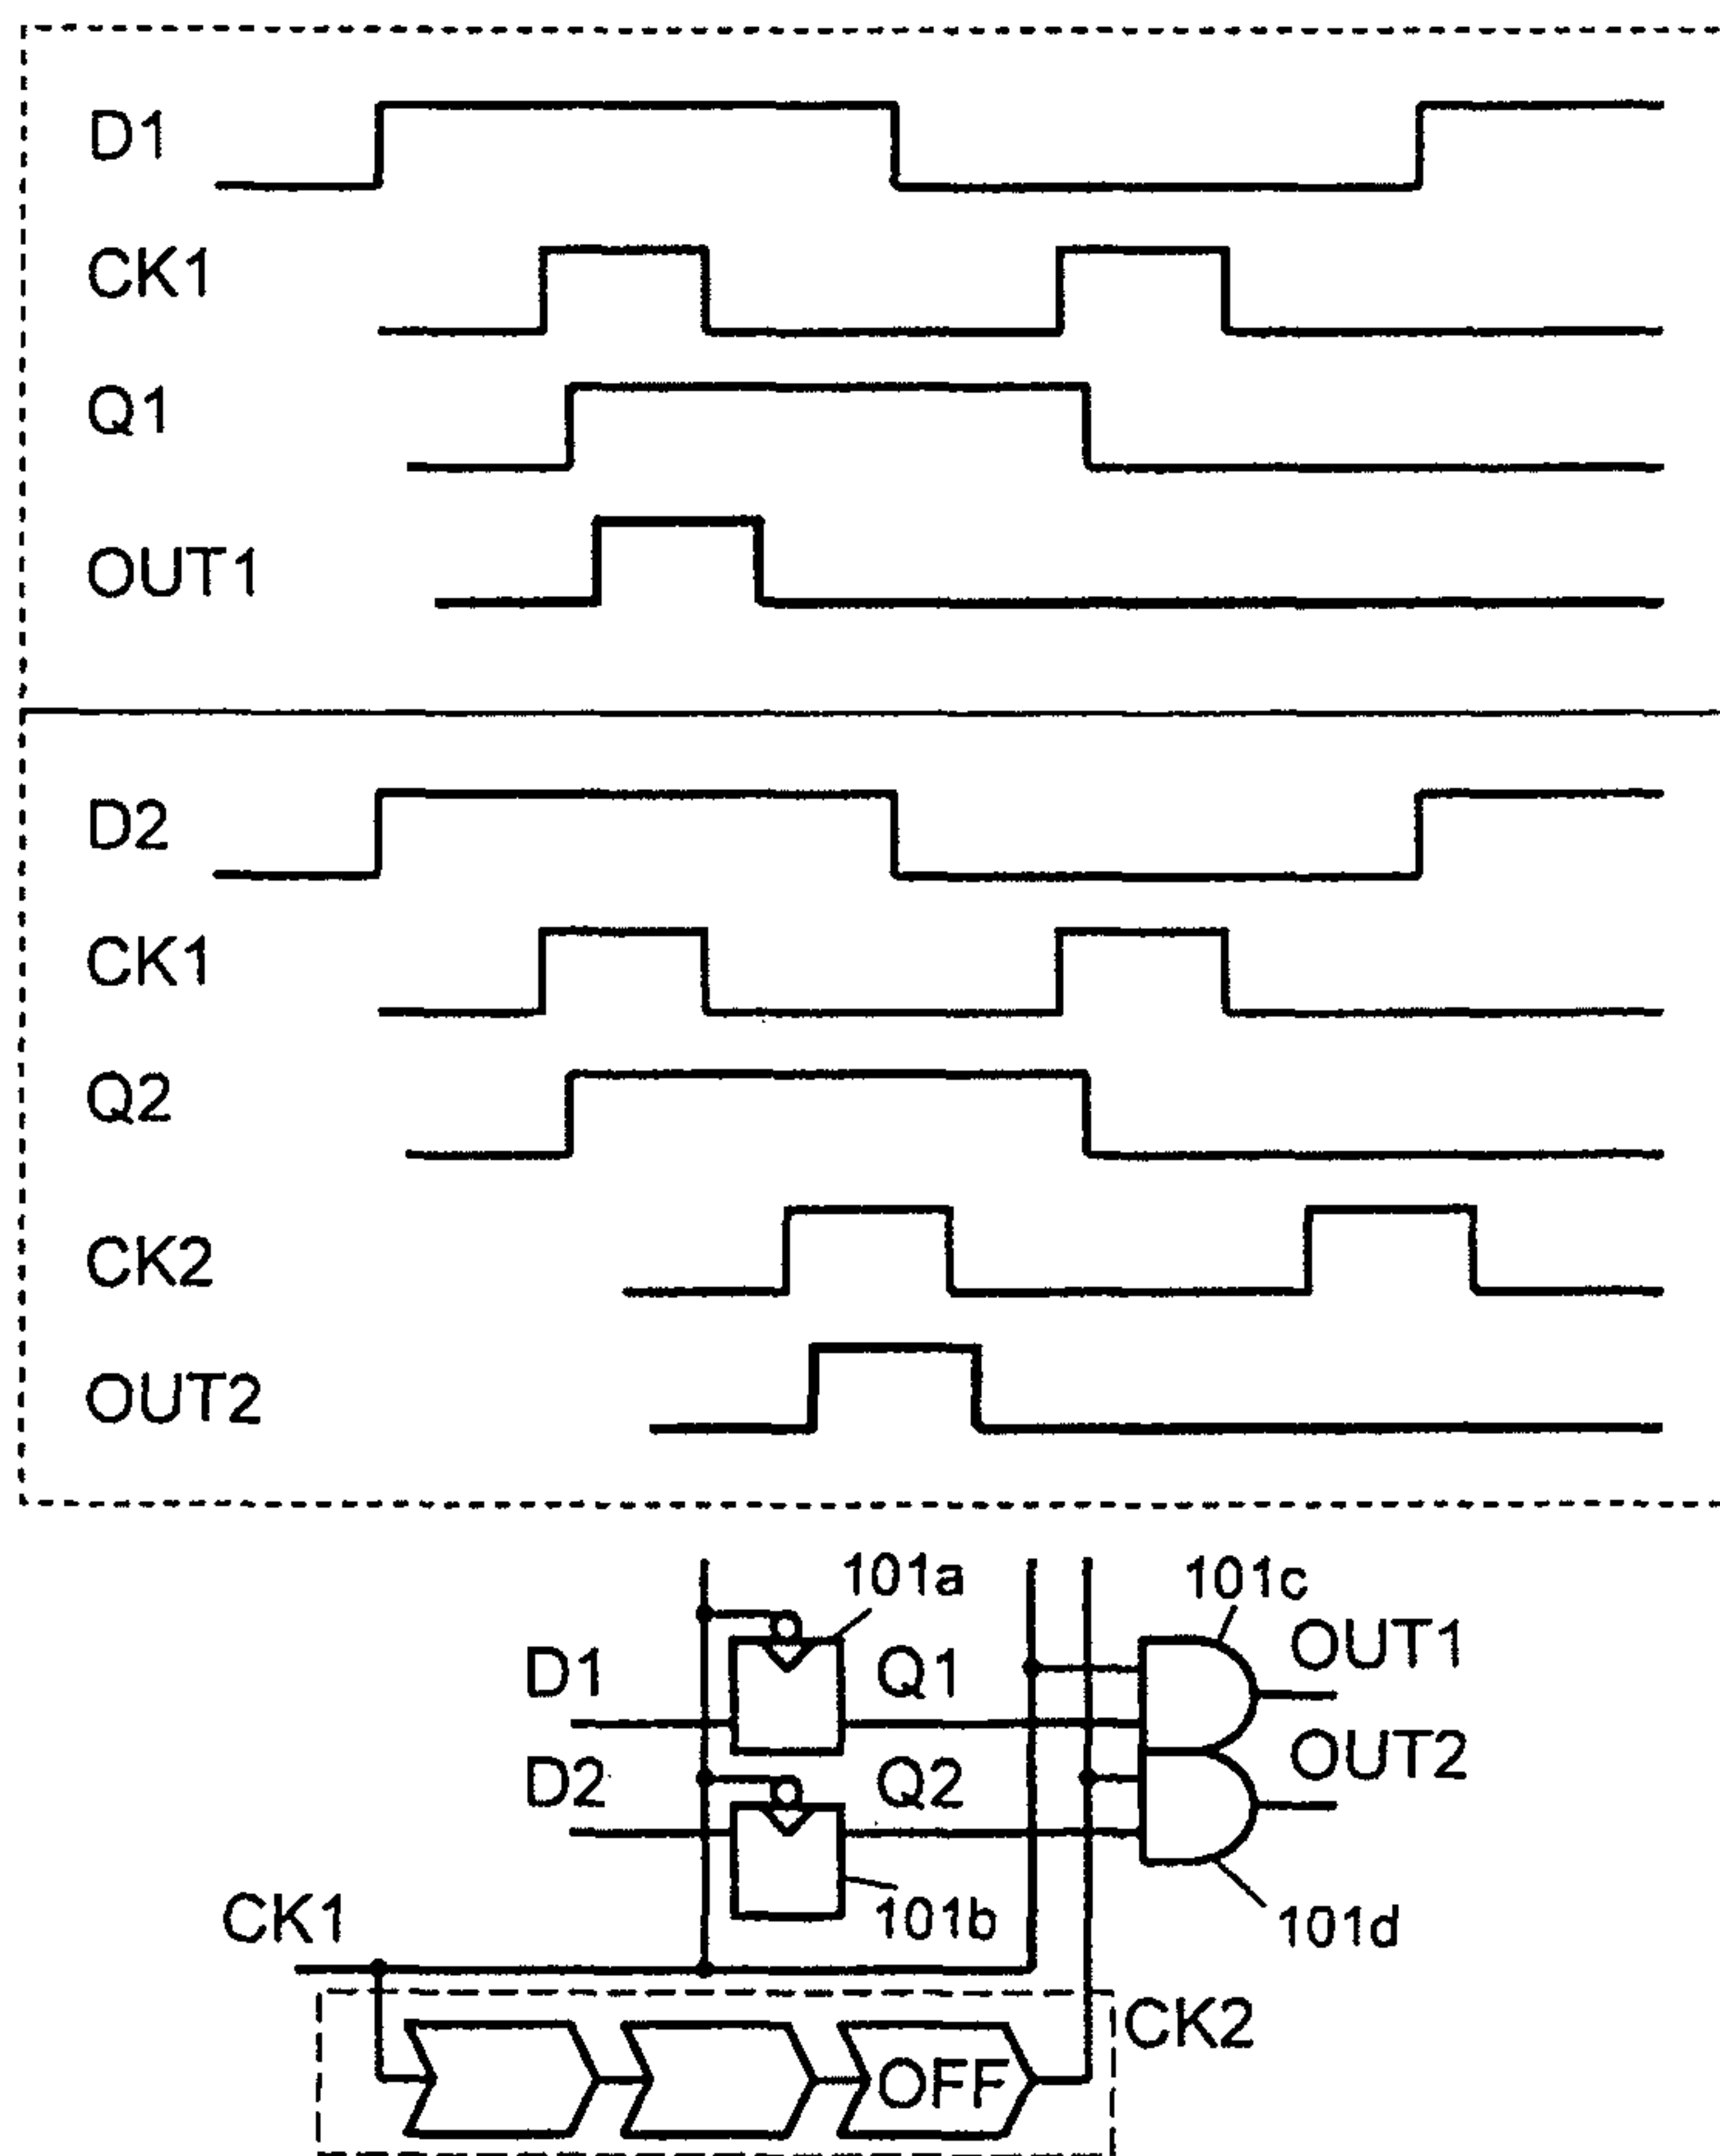 D1
CK1
Q1
OUT1
D2
CK1
Q2
CK2
OUT2
101a
101c
D1
Q1
OUT1
D2
Q2
OUT2
101b
101d
CK1
CK2
OFF